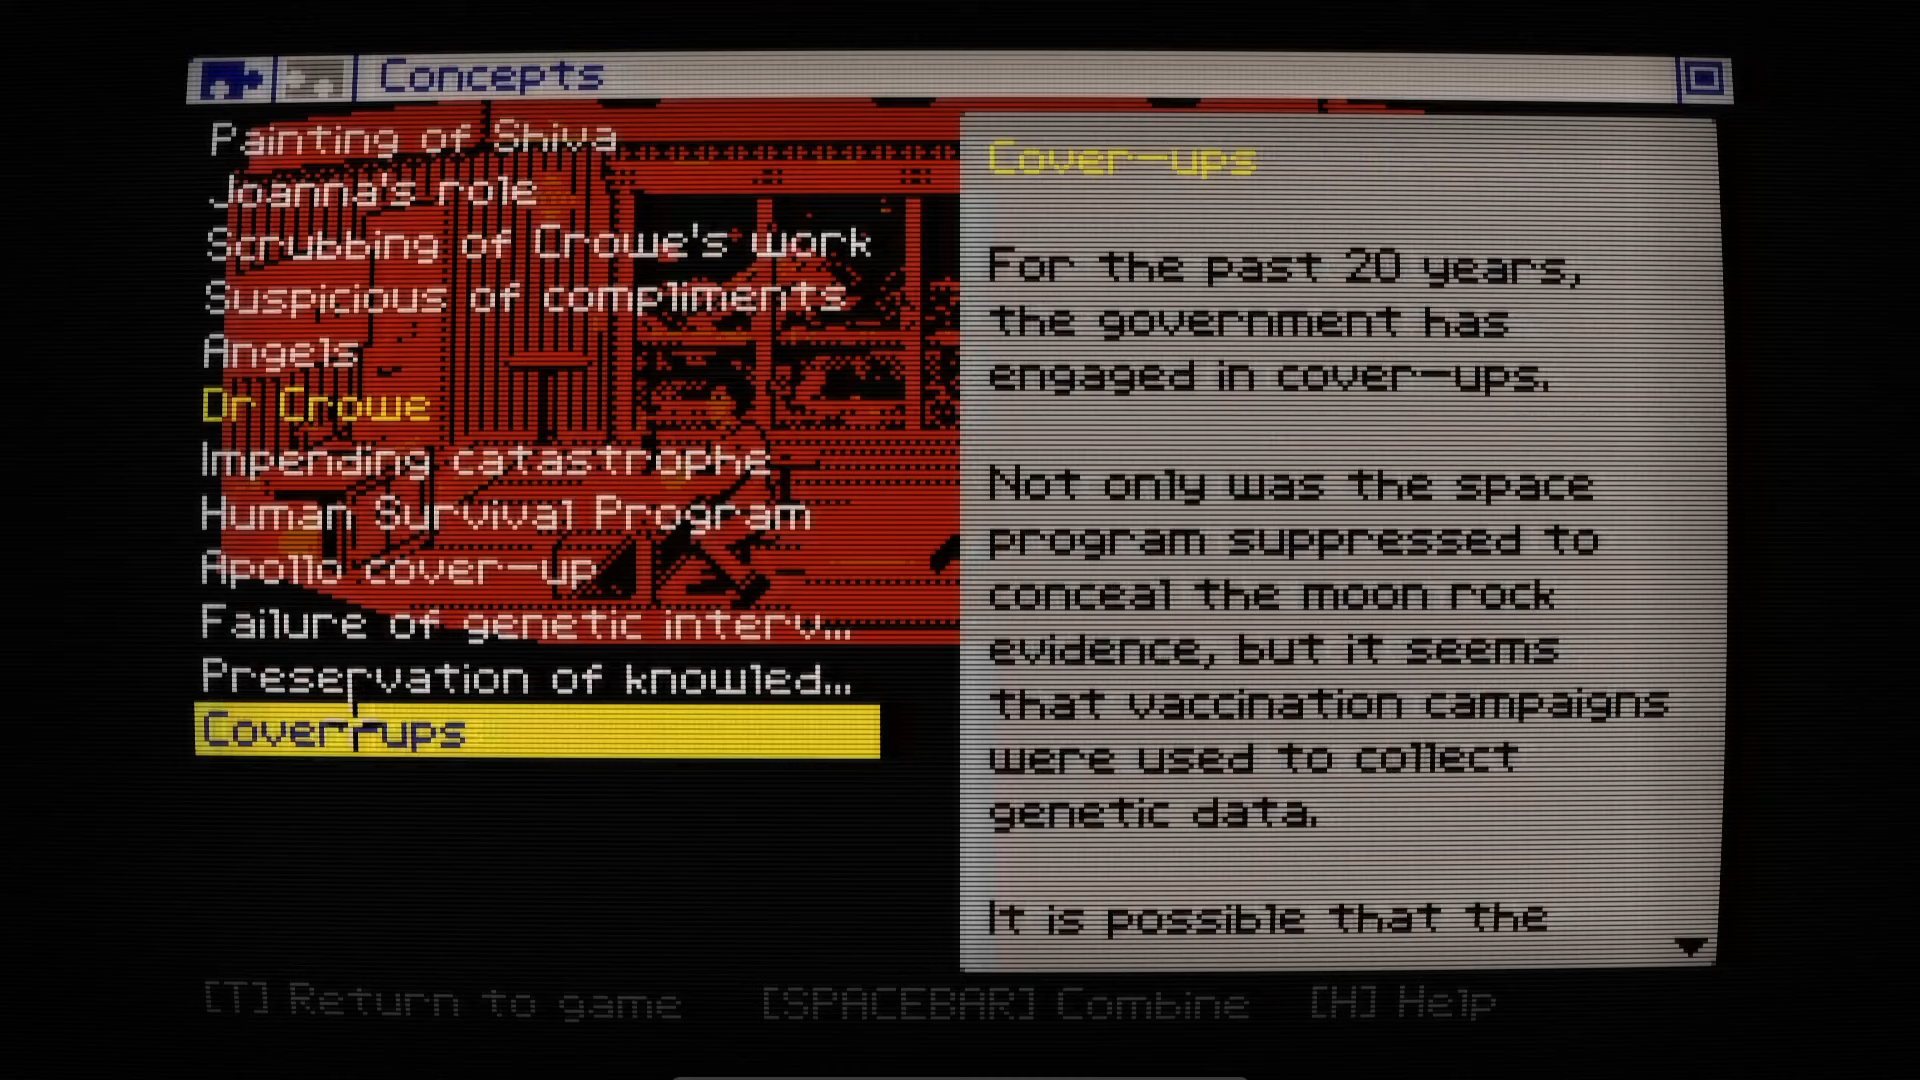 Concepts
Painting of Shiva
Joanna's role
Scrubbing of Crowe's work
Suspicious of compliments
Angels
Dr Crowe
Impending catastrophe
Human Survival Program
Apollo cover-up
Failure of genetic interv...
Preservation of knowled...
Cover-ups
Cover-ups
For the past 20 years,
the government has
engaged in cover-ups.
Not only was the space
program suppressed to
conceal the moon rock
evidence, but it seems
that vaccination campaigns
were used to collect
genetic data.
It is possible that the
[T] Return to game [SPACEBAR] Combine [H] Help